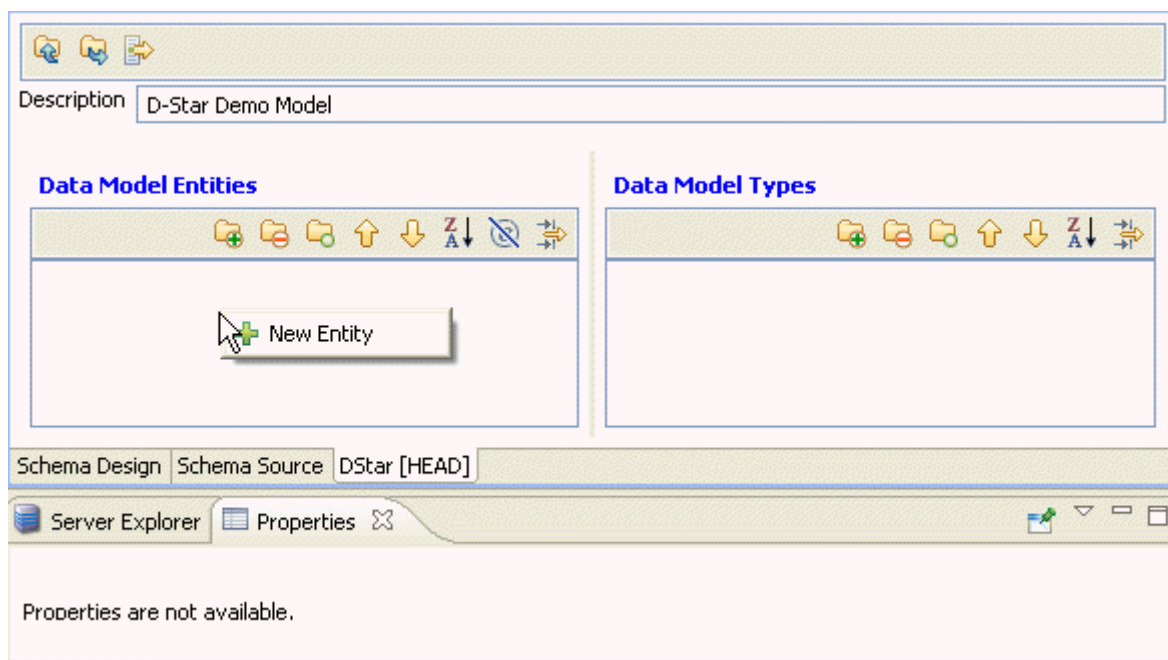 Description D-Star Demo Model
Data Model Entities
Data Model Types
Z
A
Z
A
New Entity
Schema Design Schema Source DStar [HEAD]
Server Explorer Properties
Properties are not available.